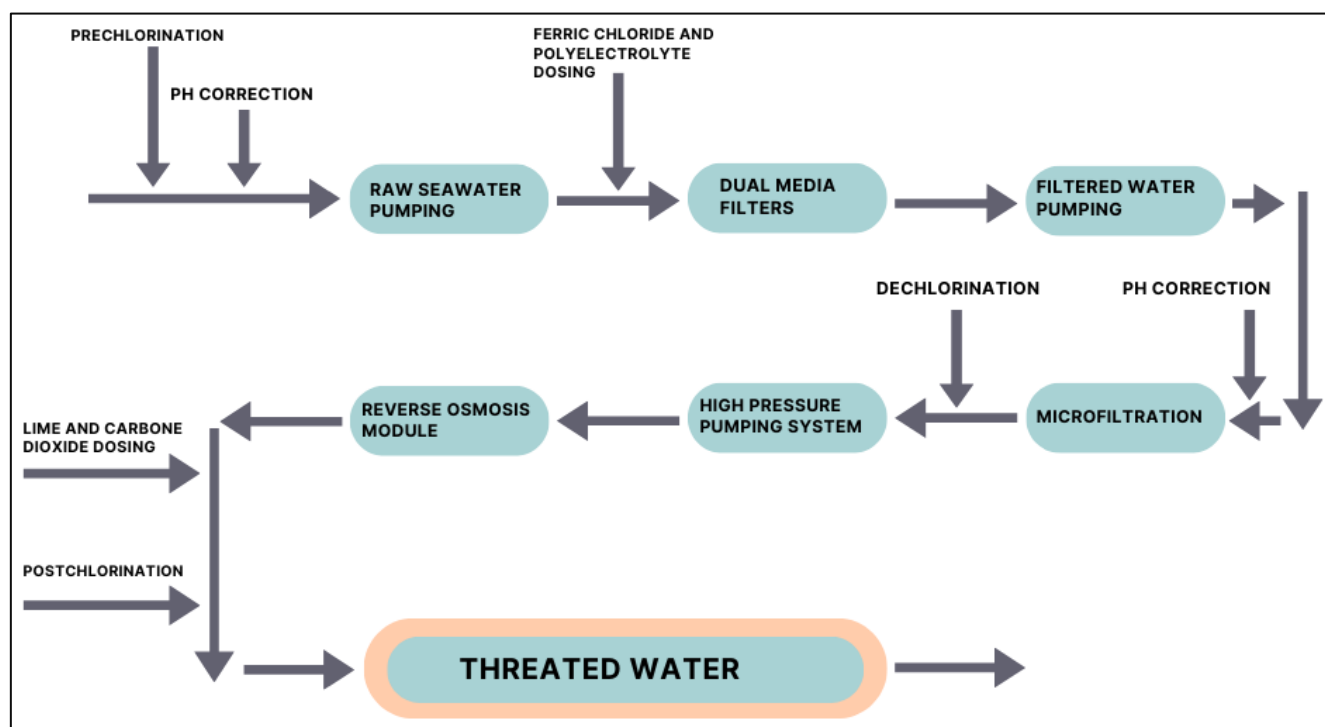 PRECHLORINATION
PH CORRECTION
FERRIC CHLORIDE AND
POLYELECTROLYTE
DOSING
RAW SEAWATER
PUMPING
DUAL MEDIA
FILTERS
FILTERED WATER
PUMPING
DECHLORINATION
PH CORRECTION
REVERSE OSMOSIS
MODULE
HIGH PRESSURE
PUMPING SYSTEM
MICROFILTRATION
LIME AND CARBONE
DIOXIDE DOSING
POSTCHLORINATION
THREATED WATER